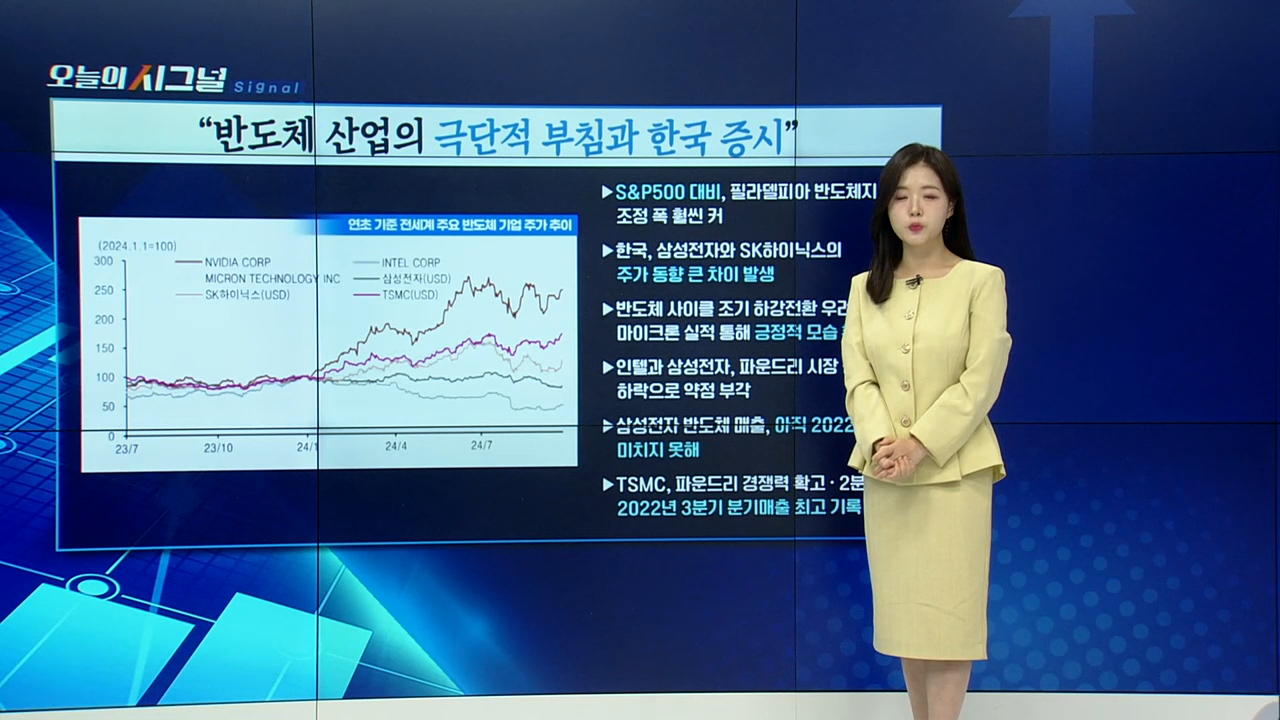 오늘의 시그널 Signal
“반도체 산업의 극단적 부침과 한국 증시”
연초 기준 전세계 주요 반도체 기업 주가 추이
(2024.1.1=100)
NVIDIA CORP
INTEL CORP
MICRON TECHNOLOGY INC
삼성전자(USD)
SK하이닉스(USD)
TSMC(USD)
300
250
200
150
100
50
0
23/7 23/10 24/1 24/4 24/7
▶S&P500 대비, 필라델피아 반도체지
조정 폭 훨씬 커
▶한국, 삼성전자와 SK하이닉스의
주가 동향 큰 차이 발생
▶반도체 사이클 조기 하강전환 우려
마이크론 실적 통해 긍정적 모습
▶인텔과 삼성전자, 파운드리 시장
하락으로 약점 부각
▶삼성전자 반도체 매출, 아직 2022
미치지 못해
▶TSMC, 파운드리 경쟁력 확고·2분
2022년 3분기 분기매출 최고 기록